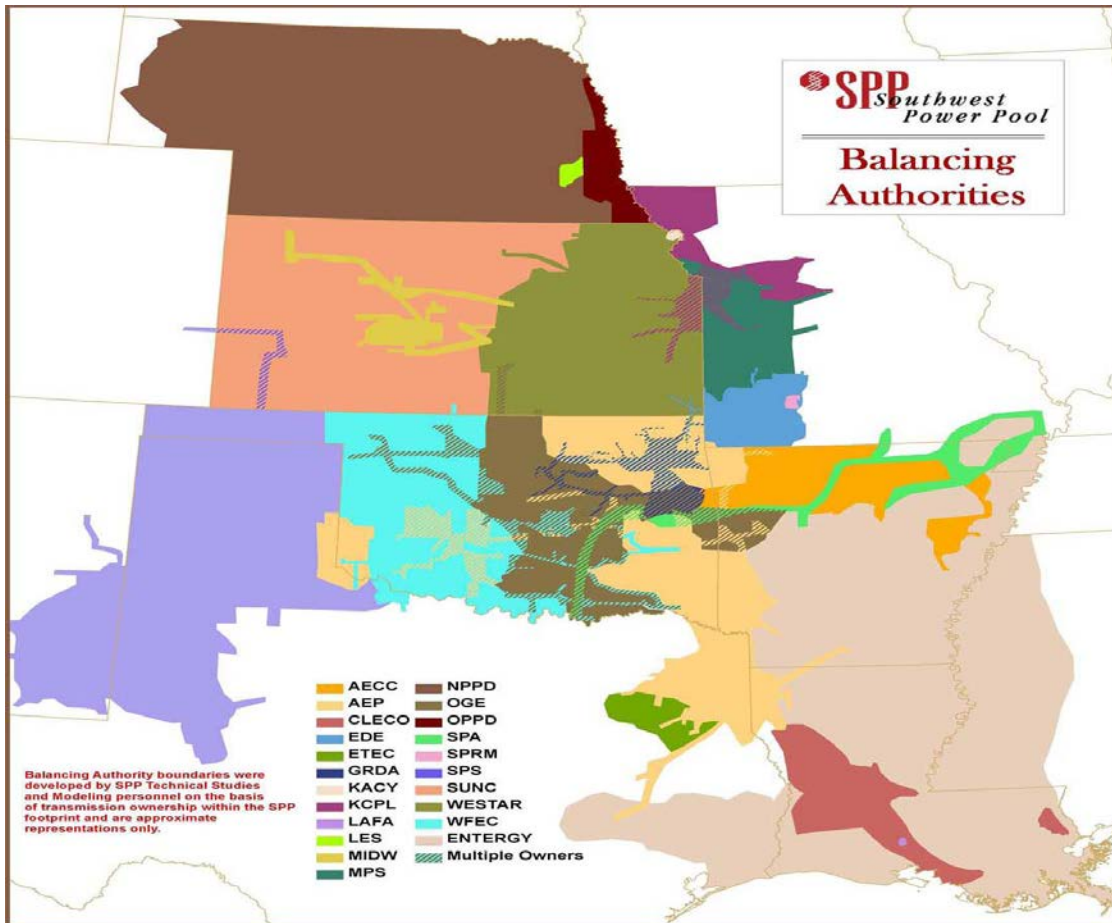 SPP
Southwest
Power Pool
Balancing
Authorities
AECC
AEP
CLECO
EDE
ETEC
GRDA
KACY
KCPL
LAFA
LES
MIDW
MPS
NPPD
OGE
OPPD
SPA
SPRM
SPS
SUNC
WESTAR
WFEC
ENTERGY
Multiple Owners
Balancing Authority boundaries were
developed by SPP Technical Studies
and Modeling personnel on the basis
of transmission ownership within the SPP
footprint and are approximate
representations only.